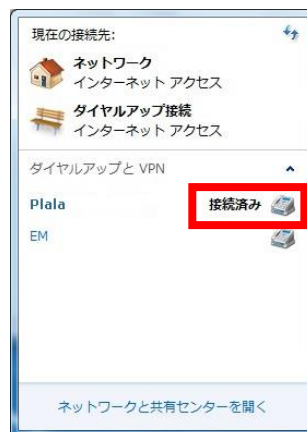 現在の接続先:
ネットワーク
インターネット アクセス
ダイヤルアップ接続
インターネット アクセス
ダイヤルアップと VPN
Plala 接続済み
EM
ネットワークと共有センターを開く